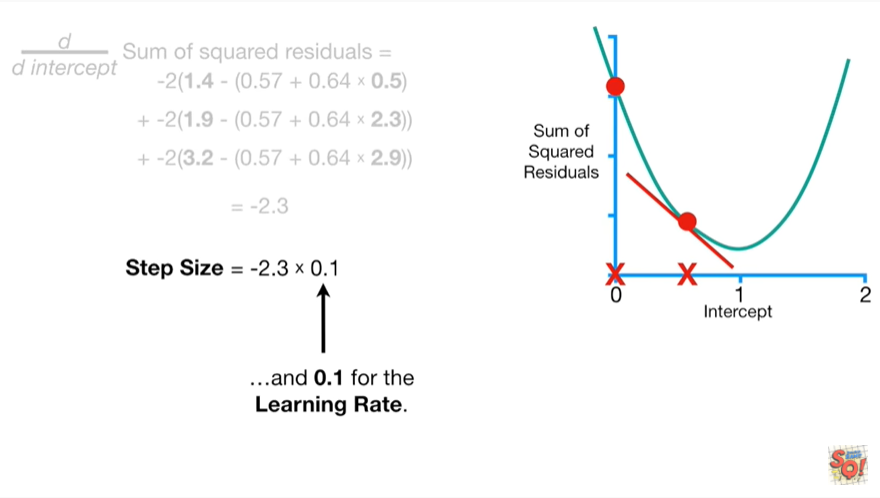 d
d intercept
Sum of squared residuals =
-2(1.4 - (0.57 + 0.64 × 0.5)
+ -2(1.9 - (0.57 + 0.64 × 2.3))
+ -2(3.2 - (0.57 + 0.64 × 2.9))
= -2.3
Step Size = -2.3 × 0.1
...and 0.1 for the
Learning Rate.
Sum of
Squared
Residuals
0 1 2
Intercept
SQ!